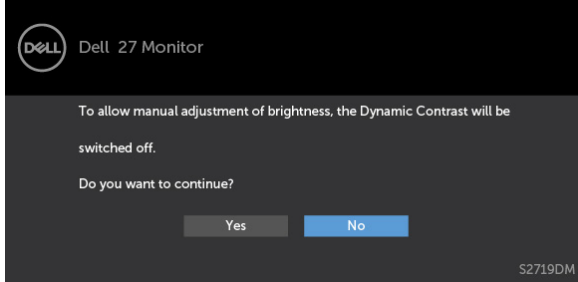 DELL Dell 27 Monitor
To allow manual adjustment of brightness, the Dynamic Contrast will be
switched off.
Do you want to continue?
Yes No
S2719DM